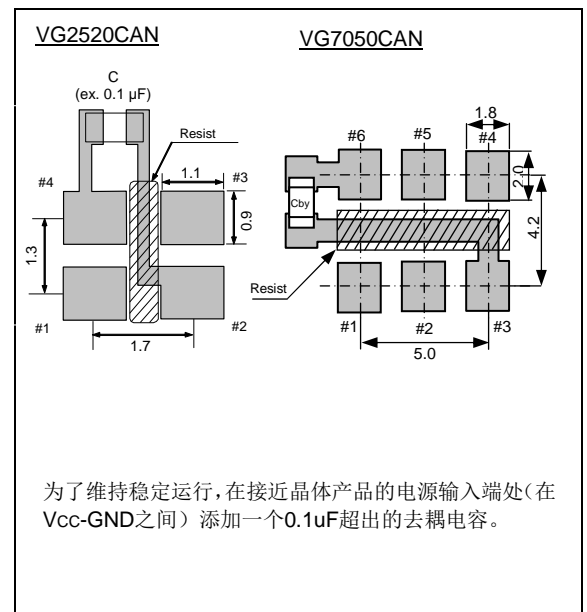 VG2520CAN
VG7050CAN
C
(ex. 0.1 µF)
Resist
1.1
#4
#3
0.9
1.3
#1
#2
1.7
1.8
#6
#5
#4
2.0
Cby
4.2
Resist
#1
#2
#3
5.0
为了维持稳定运行,在接近晶体产品的电源输入端处(在
Vcc-GND之间) 添加一个0.1uF超出的去耦电容。